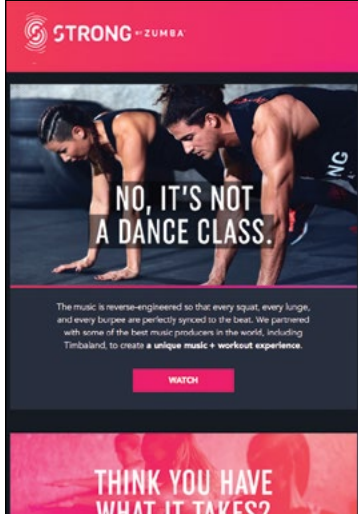 STRONG BY ZUMBA
NO, IT'S NOT
A DANCE CLASS.
NG
The music is reverse-engineered so that every squat, every lunge,
and every burpee are perfectly synced to the beat. We partnered
with some of the best music producers in the world, including
Timbaland, to create a unique music + workout experience.
WATCH
THINK YOU HAVE
WHAT IT TAKES?